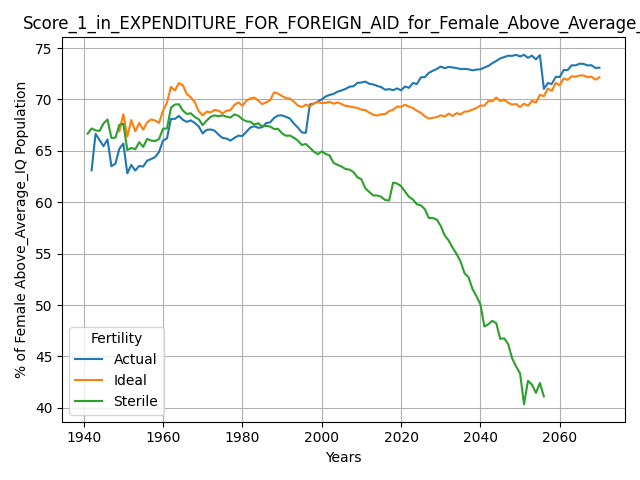 Score_1_in_EXPENDITURE_FOR_FOREIGN_AID_for_Female_Above_Average_
% of Female Above_Average_IQ Population
75
70
65
60
55
50
45
40
Fertility
Actual
Ideal
Sterile
1940 1960 1980 2000 2020 2040 2060
Years